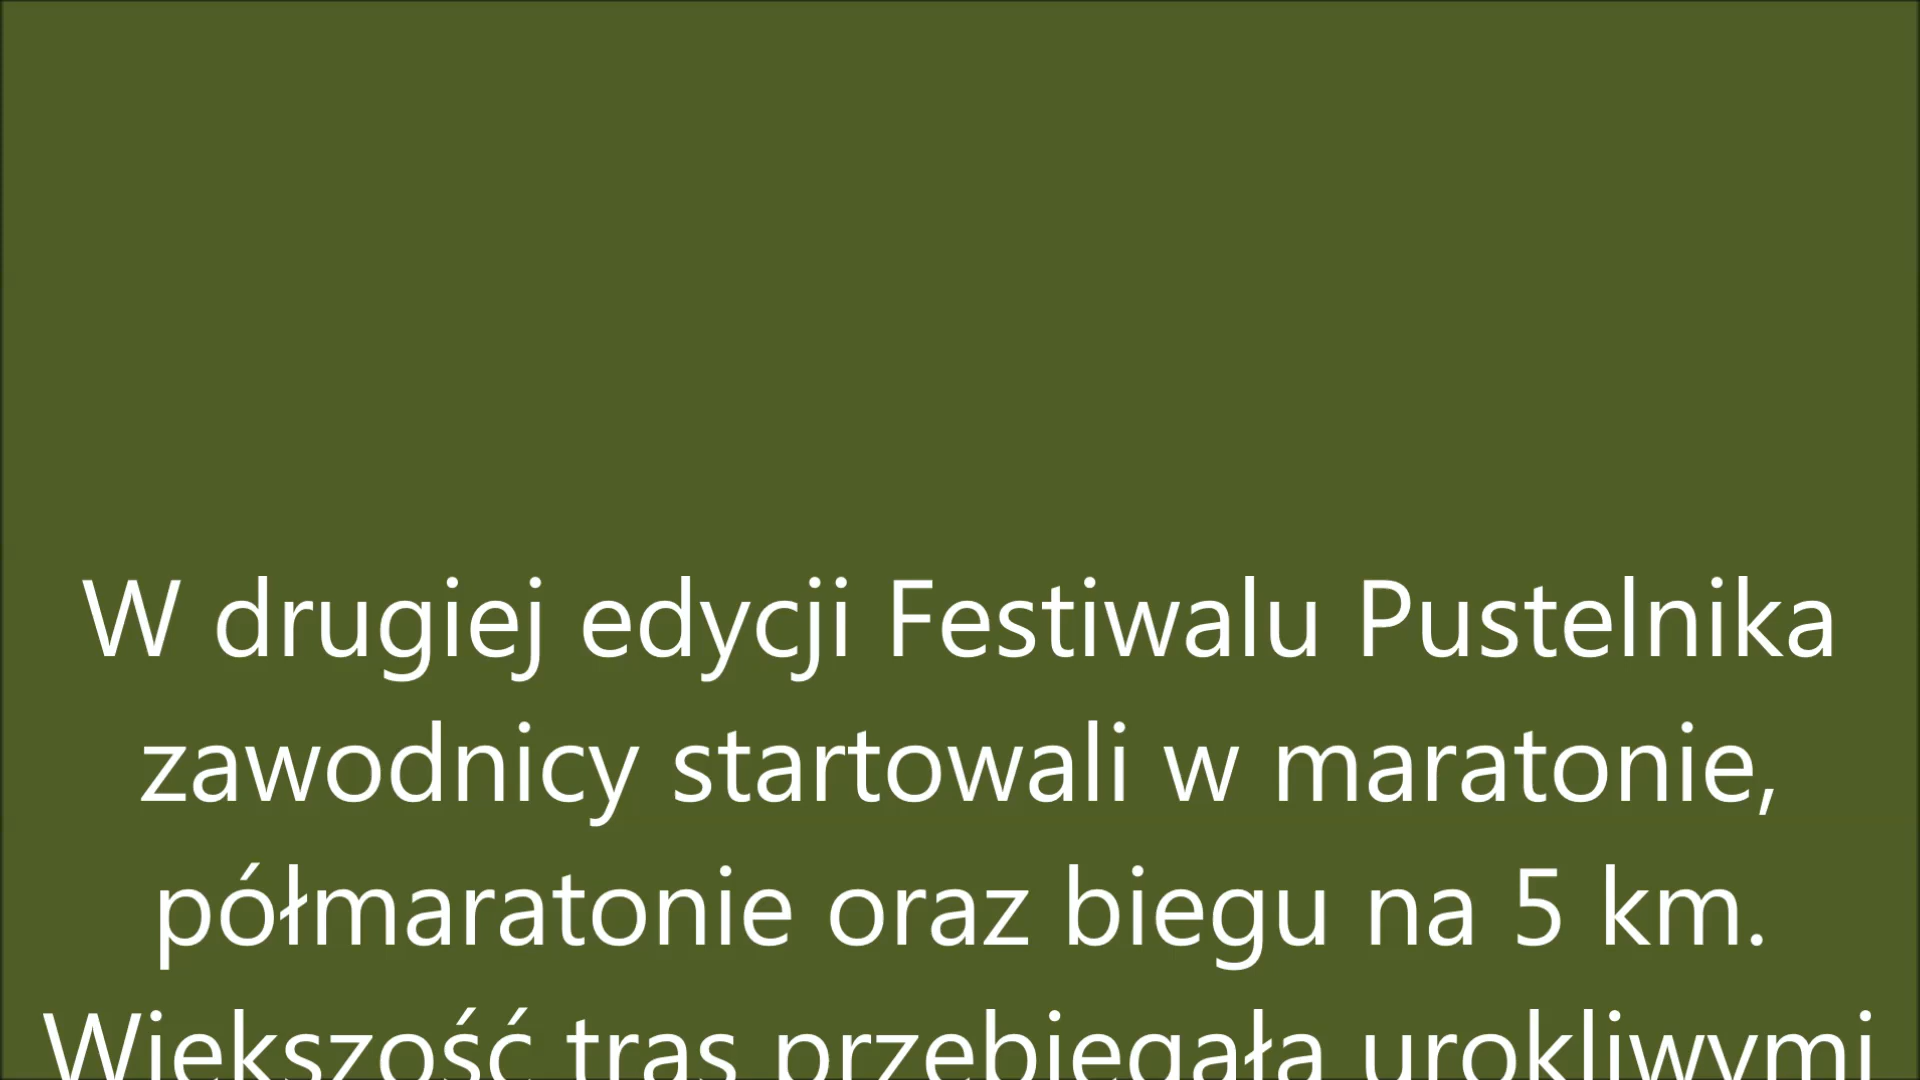 W drugiej edycji Festiwalu Pustelnika
zawodnicy startowali w maratonie,
półmaratonie oraz biegu na 5 km.
Większość tras przebiegała urokliwymi